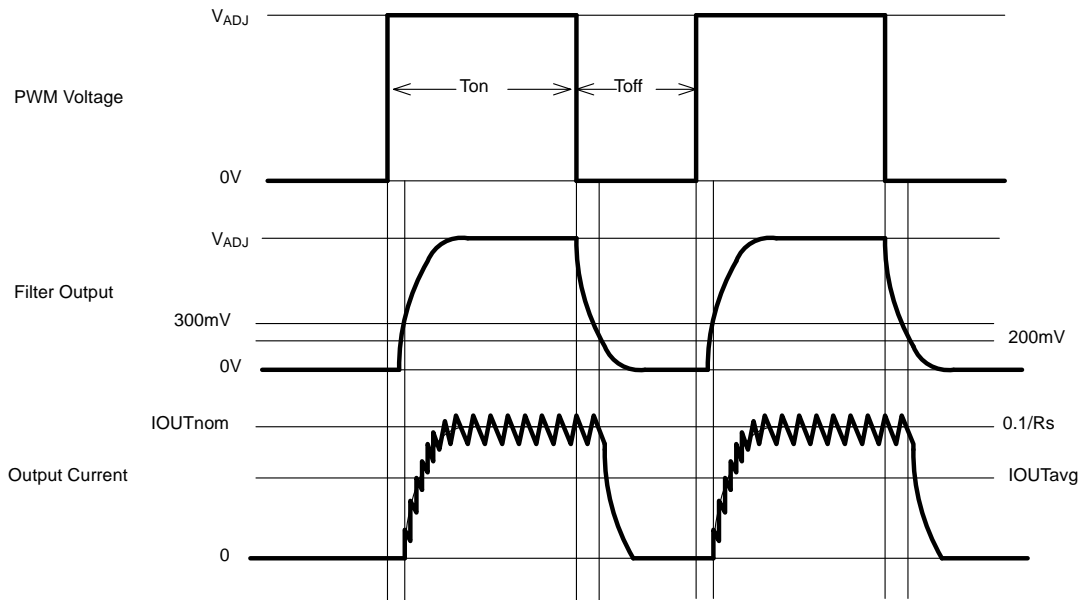 VADJ
Ton
Toff
PWM Voltage
0V
VADJ
Filter Output
300mV
200mV
0V
IOUTnom
0.1/Rs
Output Current
IOUTavg
0